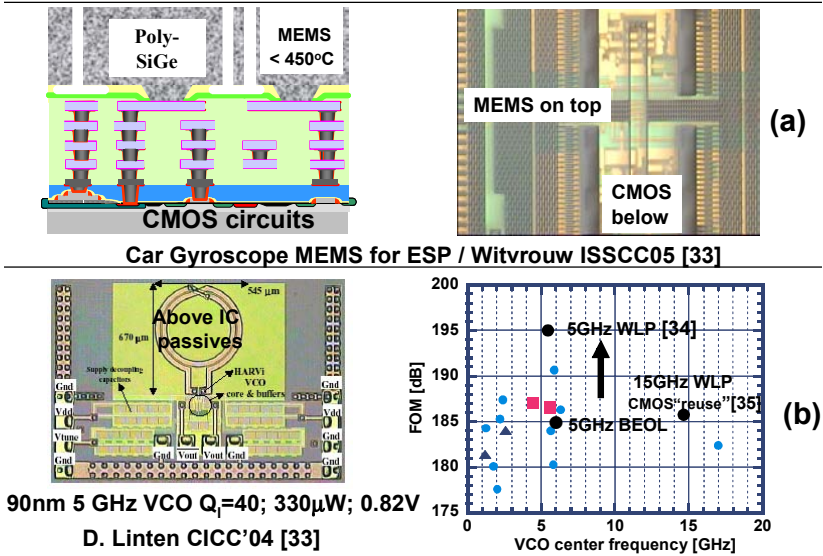 Poly-
SiGe
MEMS
< 450°C
CMOS circuits
MEMS on top
CMOS
below
(a)
Car Gyroscope MEMS for ESP / Witvrouw ISSCC05 [33]
545 µm
670 µm
Above IC
passives
HARVi
VCO
core & buffers
Supply decoupling
capacitors
Gnd
Vdd
Vtune
Gnd
Gnd
Vout
Vout
Gnd
Gnd
Vdd
Gnd
Gnd
90nm 5 GHz VCO Qₗ=40; 330µW; 0.82V
D. Linten CICC'04 [33]
FOM [dB]
200
195
190
185
180
175
0
5
10
15
20
VCO center frequency [GHz]
5GHz WLP [34]
15GHz WLP
CMOS“reuse”[35]
5GHz BEOL
(b)